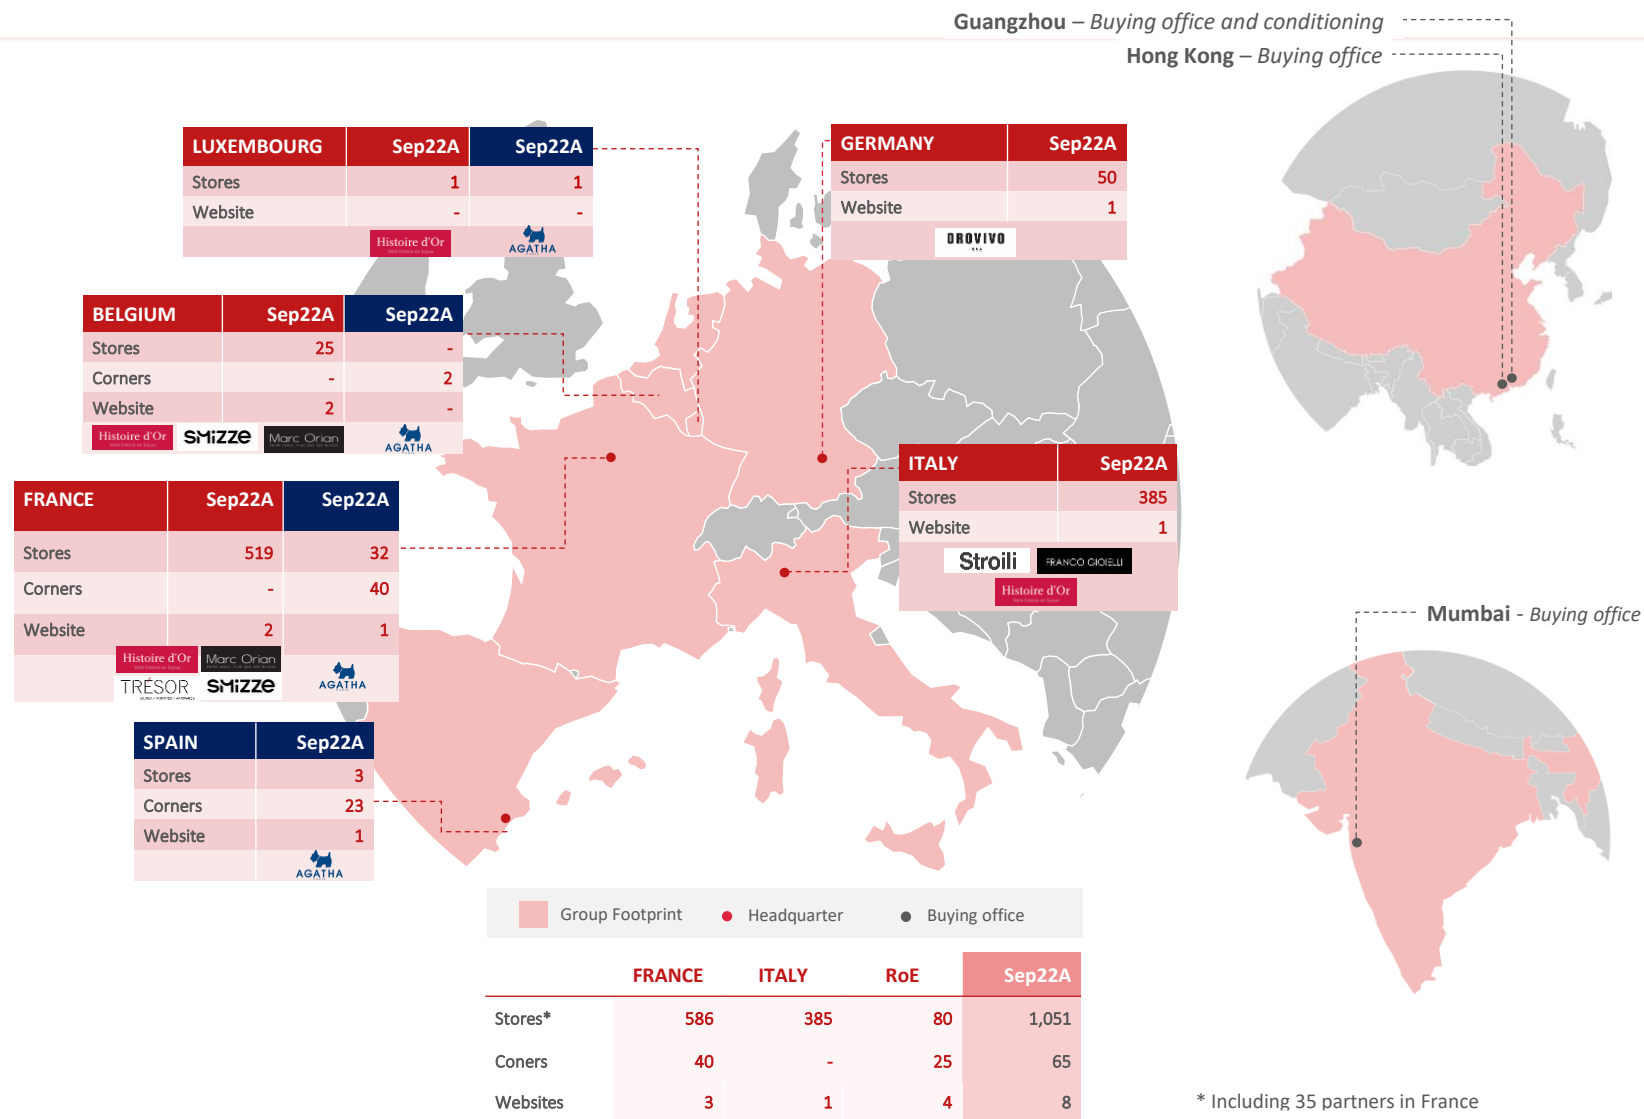 Guangzhou – Buying office and conditioning
Hong Kong – Buying office
LUXEMBOURG Sep22A Sep22A
Stores 1 1
Website - -
Histoire d'Or
AGATHA
GERMANY Sep22A
Stores 50
Website 1
OROVIVO
BELGIUM Sep22A Sep22A
Stores 25 -
Corners - 2
Website 2 -
Histoire d'Or SMIZZE Marc Orian
AGATHA
FRANCE Sep22A Sep22A
Stores 519 32
Corners - 40
Website 2 1
Histoire d'Or Marc Orian
TRÉSOR SMIZZE
AGATHA
ITALY Sep22A
Stores 385
Website 1
Stroili FRANCO GIOIELLI
Histoire d'Or
SPAIN Sep22A
Stores 3
Corners 23
Website 1
AGATHA
Mumbai - Buying office
Group Footprint Headquarter Buying office
FRANCE ITALY RoE Sep22A
Stores* 586 385 80 1,051
Coners 40 - 25 65
Websites 3 1 4 8
* Including 35 partners in France